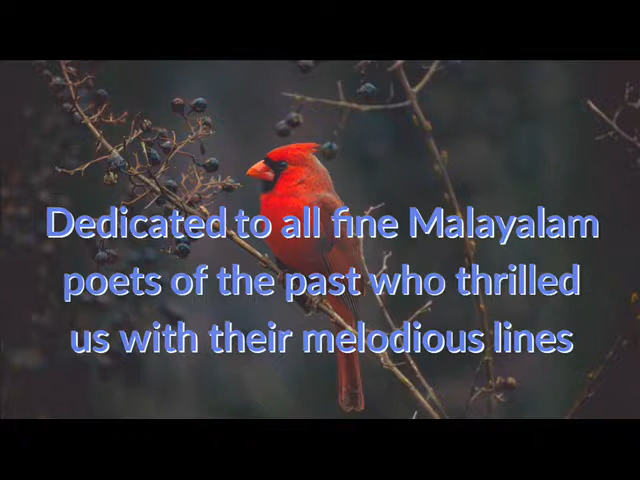 Dedicated to all fine Malayalam
poets of the past who thrilled
us with their melodious lines